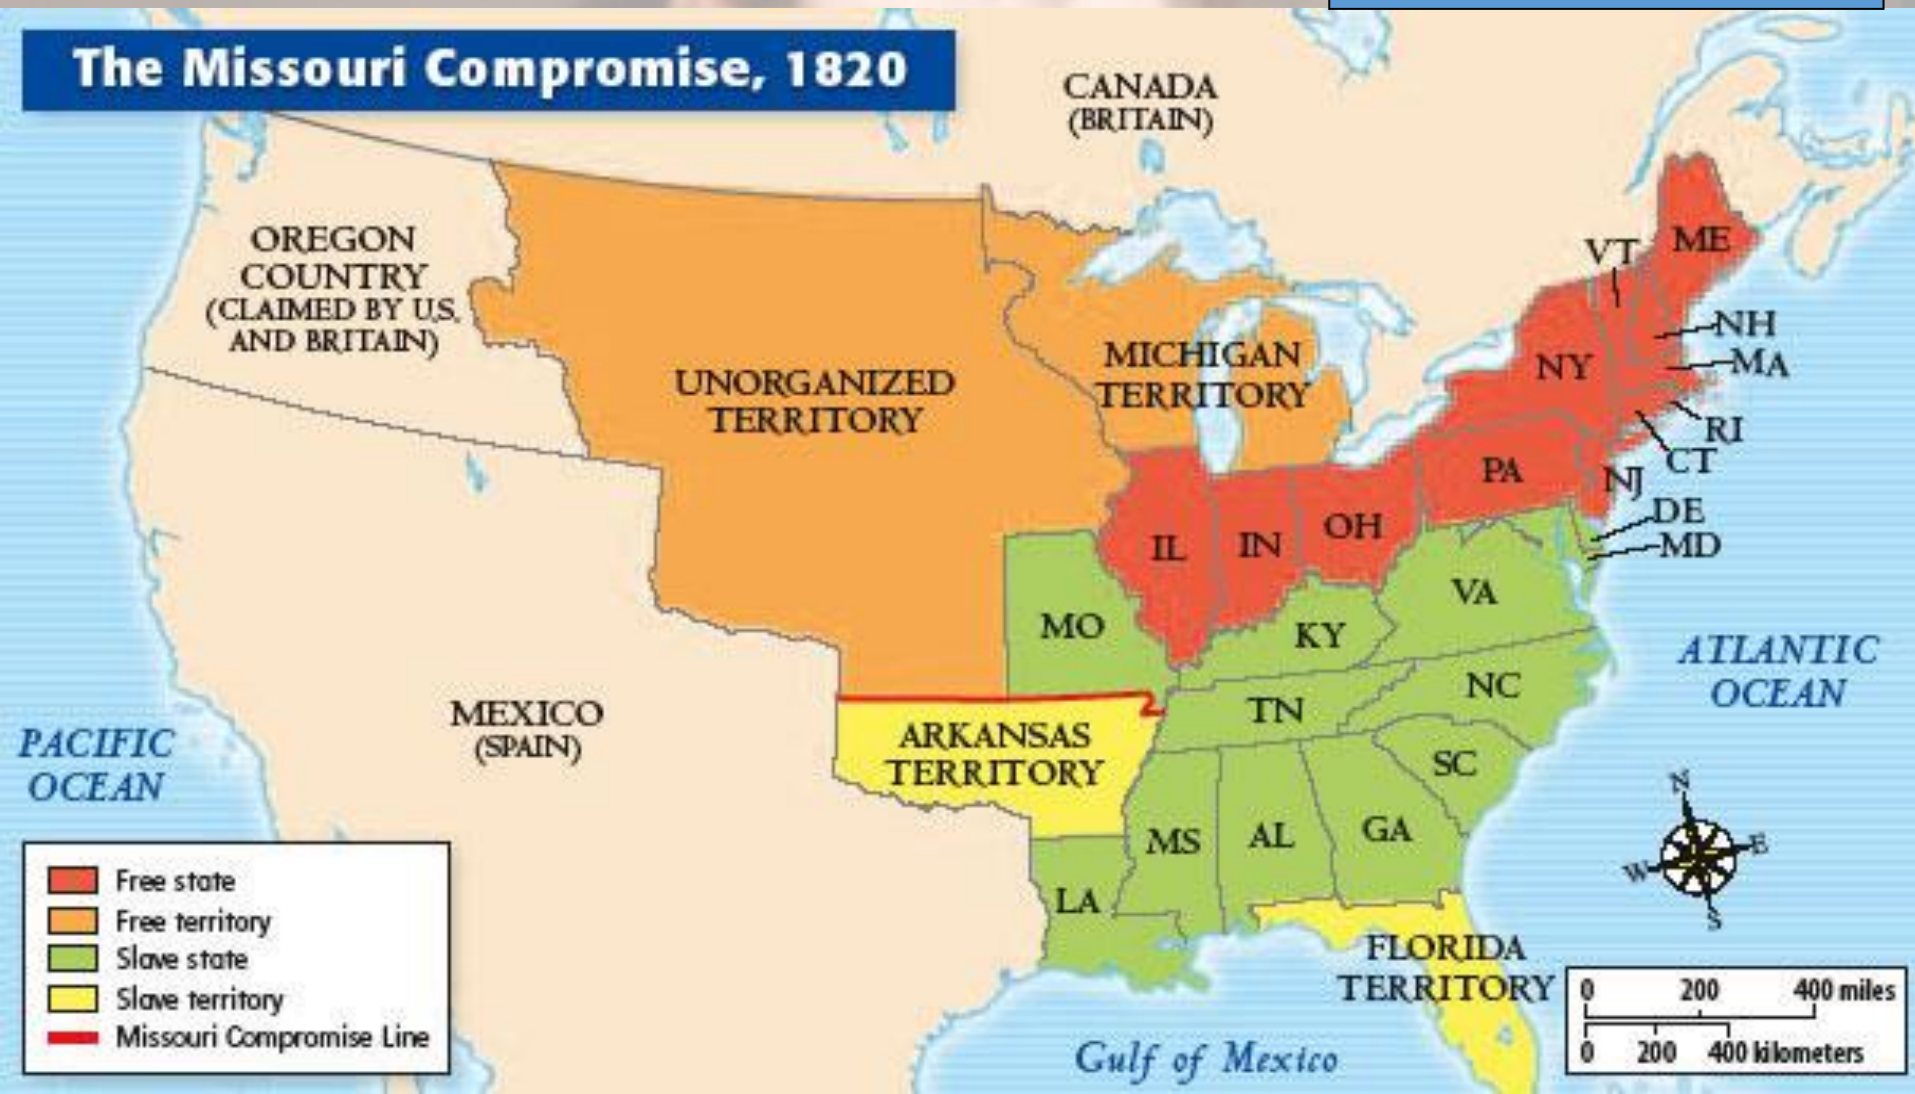 The Missouri Compromise, 1820
CANADA
(BRITAIN)
OREGON
COUNTRY
(CLAIMED BY U.S.
AND BRITAIN)
UNORGANIZED
TERRITORY
MICHIGAN
TERRITORY
VT
ME
NH
MA
NY
RI
CT
PA
NJ
DE
MD
IL
IN
OH
VA
MO
KY
NC
TN
ATLANTIC
OCEAN
MEXICO
(SPAIN)
PACIFIC
OCEAN
ARKANSAS
TERRITORY
SC
MS
AL
GA
LA
FLORIDA
TERRITORY
Gulf of Mexico
N
E
W
S
Free state
Free territory
Slave state
Slave territory
Missouri Compromise Line
0 200 400 miles
0 200 400 kilometers